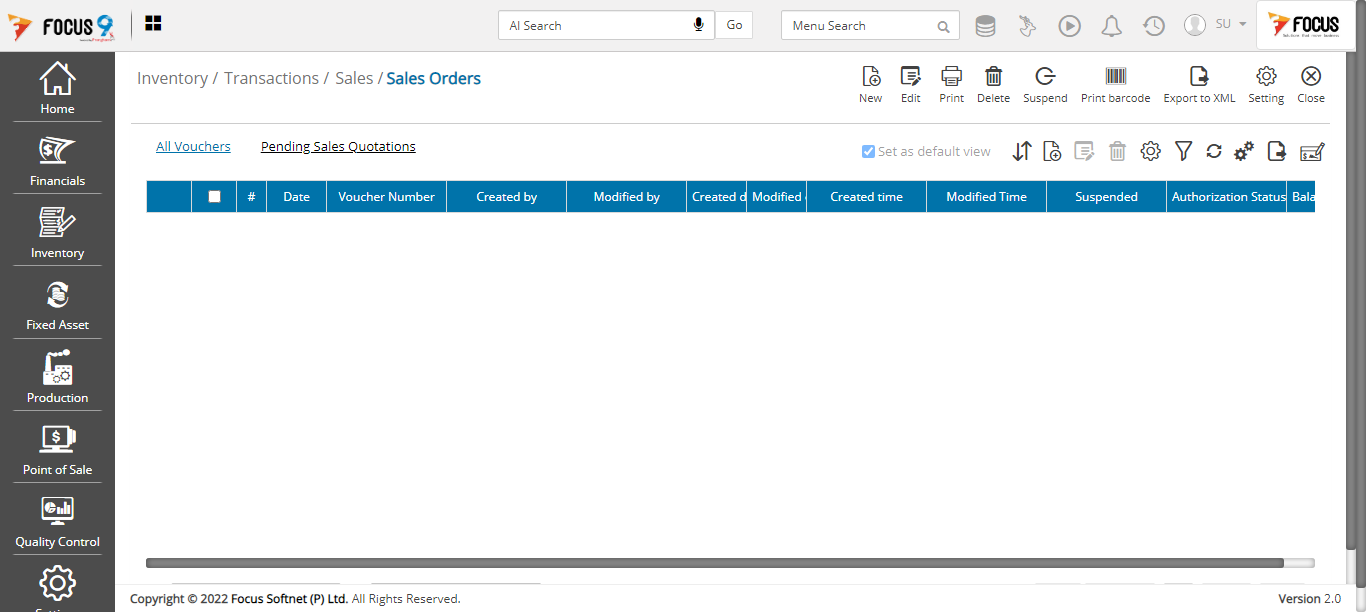 FOCUS 9
AI Search
Go
Menu Search
SU
FOCUS
Home
Financials
Inventory
Fixed Asset
Production
Point of Sale
Quality Control
Inventory / Transactions / Sales / Sales Orders
New
Edit
Print
Delete
Suspend
Print barcode
Export to XML
Setting
Close
All Vouchers
Pending Sales Quotations
Set as default view
# Date Voucher Number Created by Modified by Created d Modified Created time Modified Time Suspended Authorization Status Bala
Copyright © 2022 Focus Softnet (P) Ltd. All Rights Reserved.
Version 2.0